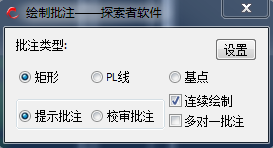 绘制批注——探索者软件
批注类型:
设置
矩形 PL线 基点
提示批注 校审批注
连续绘制
多对一批注